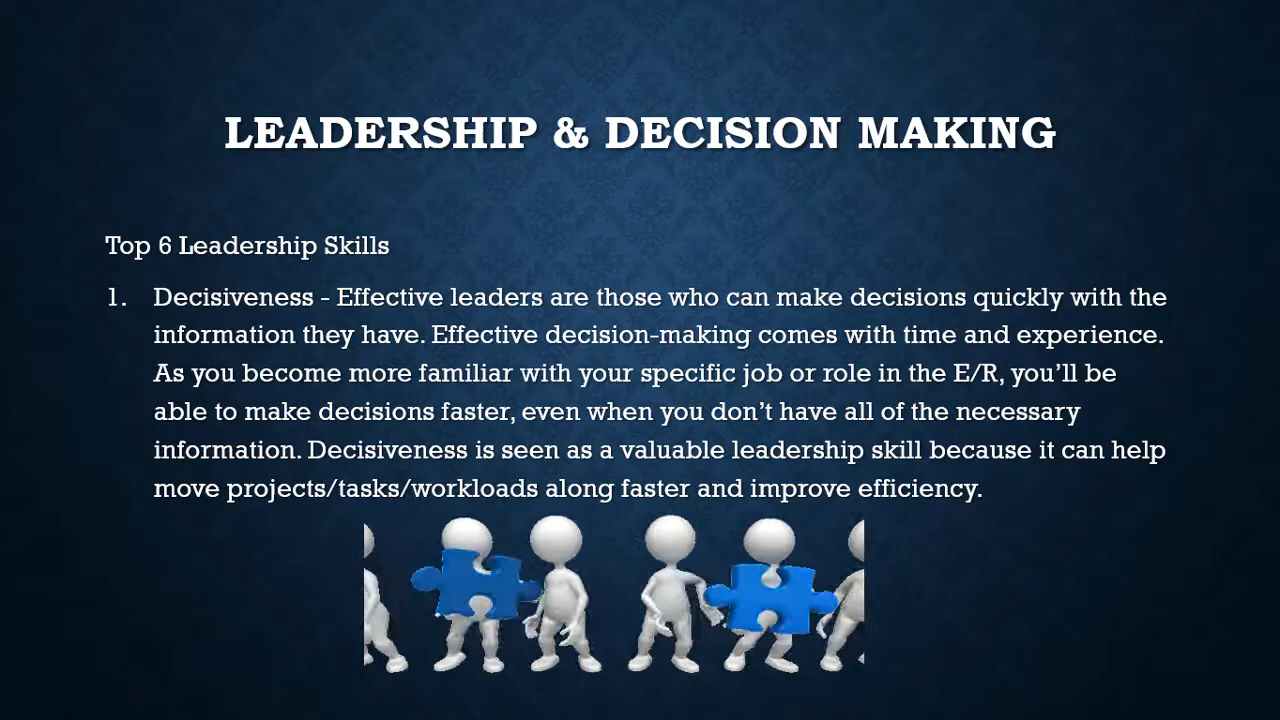 LEADERSHIP & DECISION MAKING
Top 6 Leadership Skills
1. Decisiveness - Effective leaders are those who can make decisions quickly with the
information they have. Effective decision-making comes with time and experience.
As you become more familiar with your specific job or role in the E/R, you’ll be
able to make decisions faster, even when you don’t have all of the necessary
information. Decisiveness is seen as a valuable leadership skill because it can help
move projects/tasks/workloads along faster and improve efficiency.